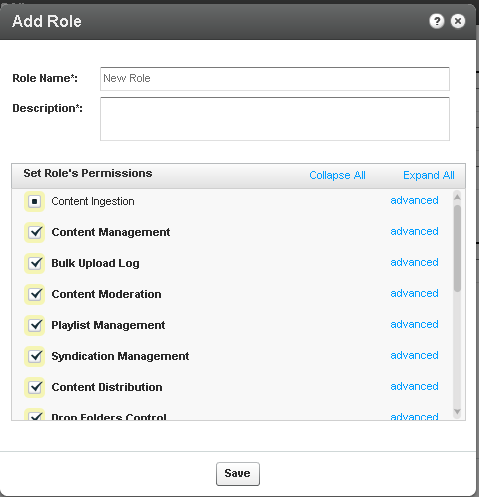 Add Role
Role Name*: New Role
Description*:
Set Role's Permissions Collapse All Expand All
Content Ingestion advanced
Content Management advanced
Bulk Upload Log advanced
Content Moderation advanced
Playlist Management advanced
Syndication Management advanced
Content Distribution advanced
Drop Folders Control advanced
Save